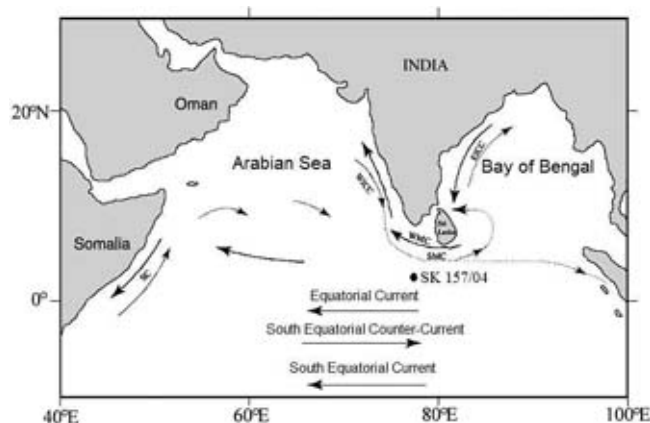 INDIA
Oman
20°N
Arabian Sea
Bay of Bengal
EICC
WICC
Sri
Lanka
WMC
SMC
Somalia
SC
SK 157/04
0°
Equatorial Current
South Equatorial Counter-Current
South Equatorial Current
40°E
60°E
80°E
100°E